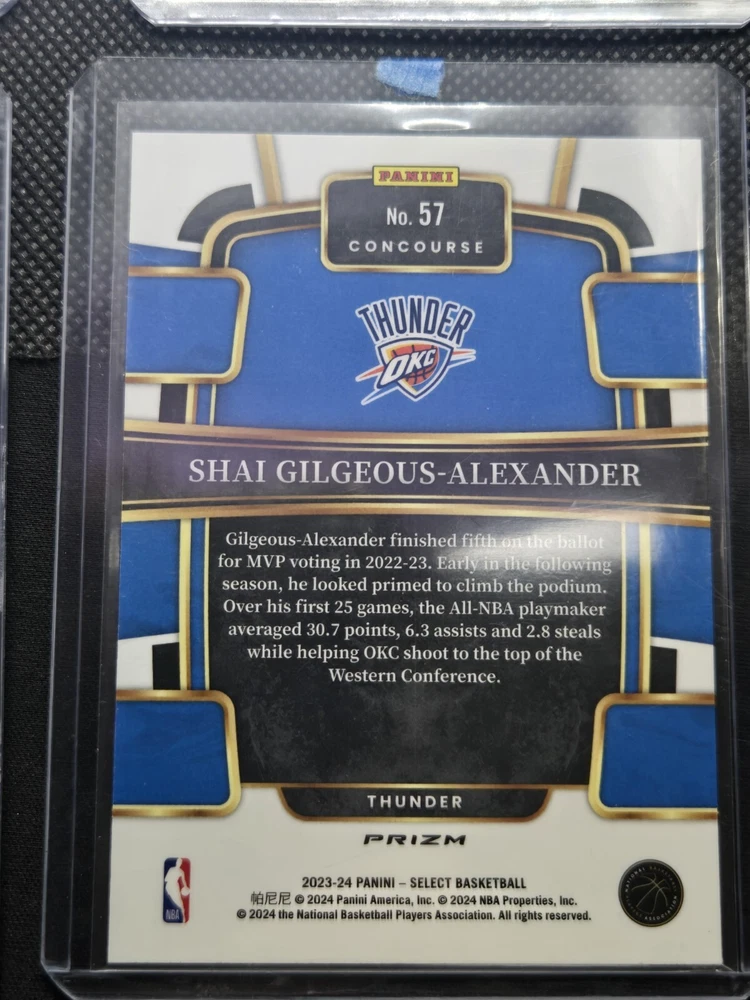 PANINI
No. 57
CONCOURSE
THUNDER
OKC
SHAI GILGEOUS-ALEXANDER
Gilgeous-Alexander finished fifth on the ballot
for MVP voting in 2022-23. Early in the following
season, he looked primed to climb the podium.
Over his first 25 games, the All-NBA playmaker
averaged 30.7 points, 6.3 assists and 2.8 steals
while helping OKC shoot to the top of the
Western Conference.
THUNDER
PRIZM
NBA
2023-24 PANINI – SELECT BASKETBALL
帕尼尼 © 2024 Panini America, Inc. © 2024 NBA Properties, Inc.
© 2024 the National Basketball Players Association. All rights reserved.